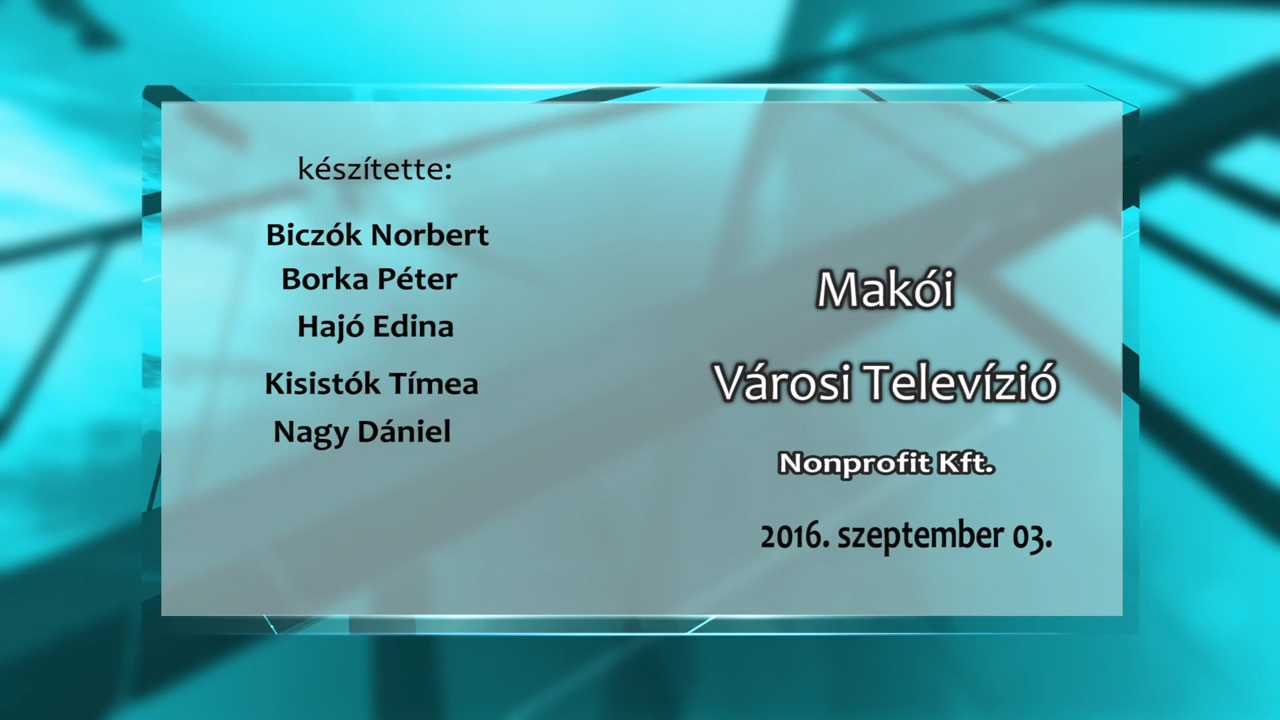 készítette:
Biczók Norbert
Borka Péter
Hajó Edina
Kisistók Tímea
Nagy Dániel
Makói
Városi Televízió
Nonprofit Kft.
2016. szeptember 03.